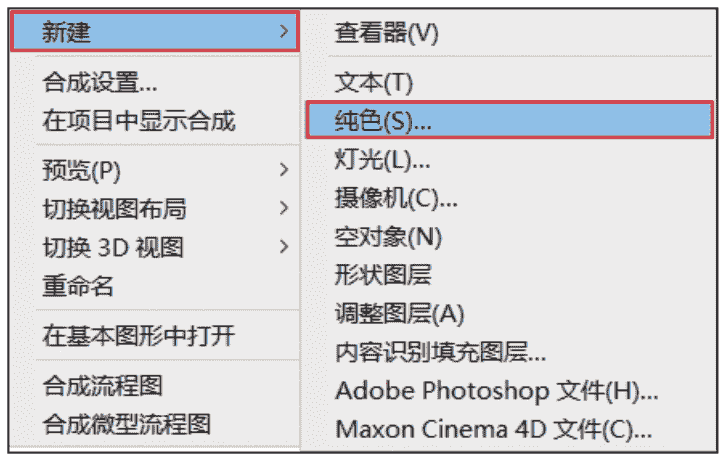 新建
合成设置...
在项目中显示合成
预览(P)
切换视图布局
切换 3D 视图
重命名
在基本图形中打开
合成流程图
合成微型流程图
查看器(V)
文本(T)
纯色(S)...
灯光(L)...
摄像机(C)...
空对象(N)
形状图层
调整图层(A)
内容识别填充图层...
Adobe Photoshop 文件(H)...
Maxon Cinema 4D 文件(C)...